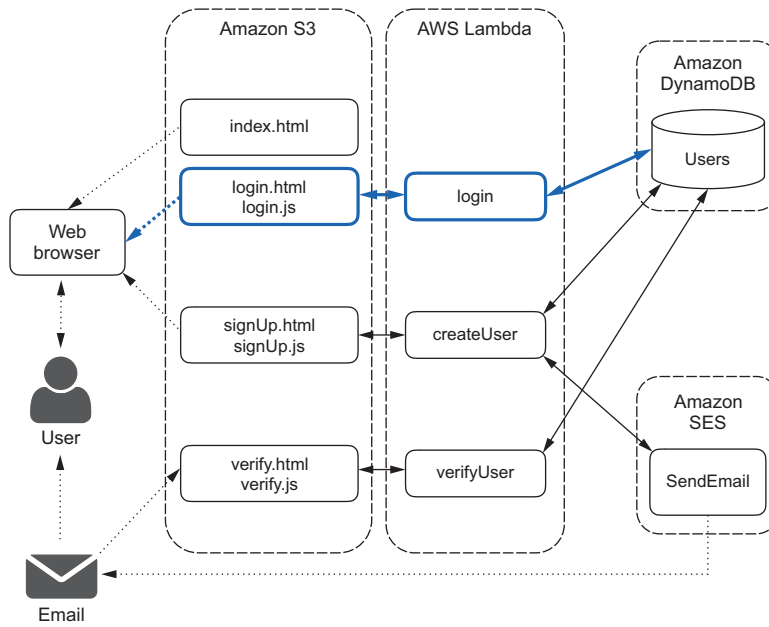 Amazon S3
AWS Lambda
Amazon
DynamoDB
index.html
Users
login.html
login.js
login
Web
browser
signUp.html
signUp.js
createUser
User
Amazon
SES
verify.html
verify.js
verifyUser
SendEmail
Email